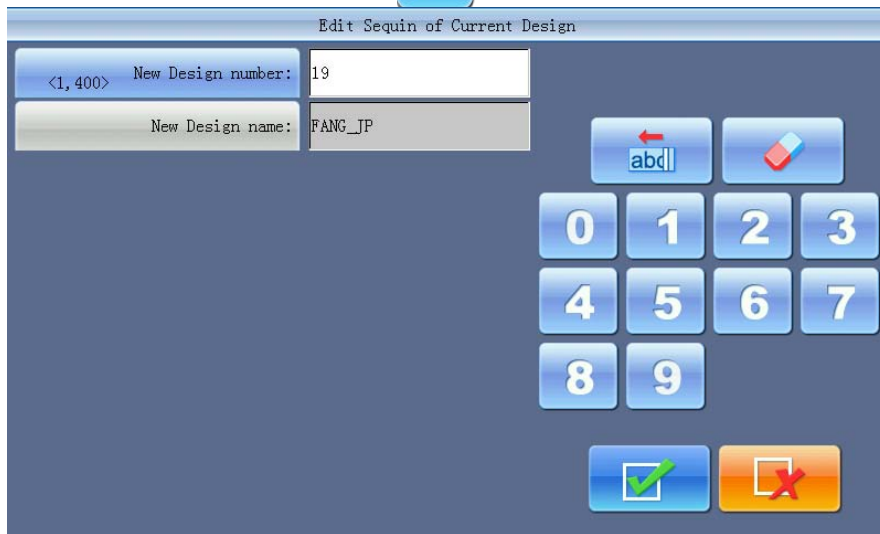 Edit Sequin of Current Design
<1,400> New Design number: 19
New Design name: FANG_JP
abd
0 1 2 3
4 5 6 7
8 9